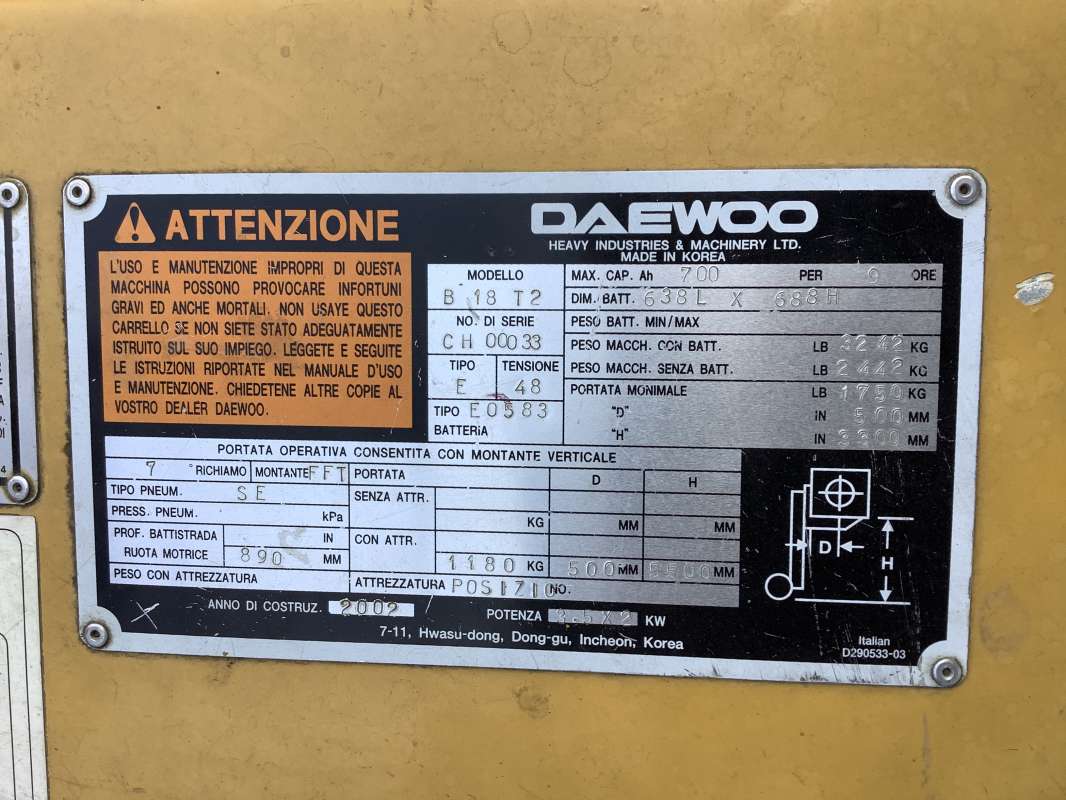 ATTENZIONE
L'USO E MANUTENZIONE IMPROPRI DI QUESTA
MACCHINA POSSONO PROVOCARE INFORTUNI
GRAVI ED ANCHE MORTALI. NON USAYE QUESTO
CARRELLO SE NON SIETE STATO ADEGUATAMENTE
ISTRUITO SUL SUO IMPIEGO. LEGGETE E SEGUITE
LE ISTRUZIONI RIPORTATE NEL MANUALE D'USO
E MANUTENZIONE. CHIEDETENE ALTRE COPIE AL
VOSTRO DEALER DAEWOO.
DAEWOO
HEAVY INDUSTRIES & MACHINERY LTD.
MADE IN KOREA
MODELLO
B 18 T2
NO. DI SERIE
CH 00033
TIPO TENSIONE
E 48
TIPO E0583
BATTERIA
MAX. CAP. Ah 700 PER 9 ORE
DIM. BATT. 638L X 688H
PESO BATT. MIN/MAX
PESO MACCH. CON BATT. LB 3242 KG
PESO MACCH. SENZA BATT. LB 2442 KG
PORTATA MONIMALE LB 1750 KG
"D" IN 500 MM
"H" IN 3300 MM
PORTATA OPERATIVA CONSENTITA CON MONTANTE VERTICALE
7 °RICHIAMO MONTANTE FFT PORTATA D H
TIPO PNEUM. SE SENZA ATTR.
PRESS. PNEUM. kPa KG MM MM
PROF. BATTISTRADA IN CON ATTR.
RUOTA MOTRICE 890 MM 1180 KG 500 MM 5500 MM
PESO CON ATTREZZATURA ATTREZZATURA POSIZIO NO.
ANNO DI COSTRUZ. 2002 POTENZA 3.5X2 KW
7-11, Hwasu-dong, Dong-gu, Incheon, Korea
D H
Italian
D290533-03